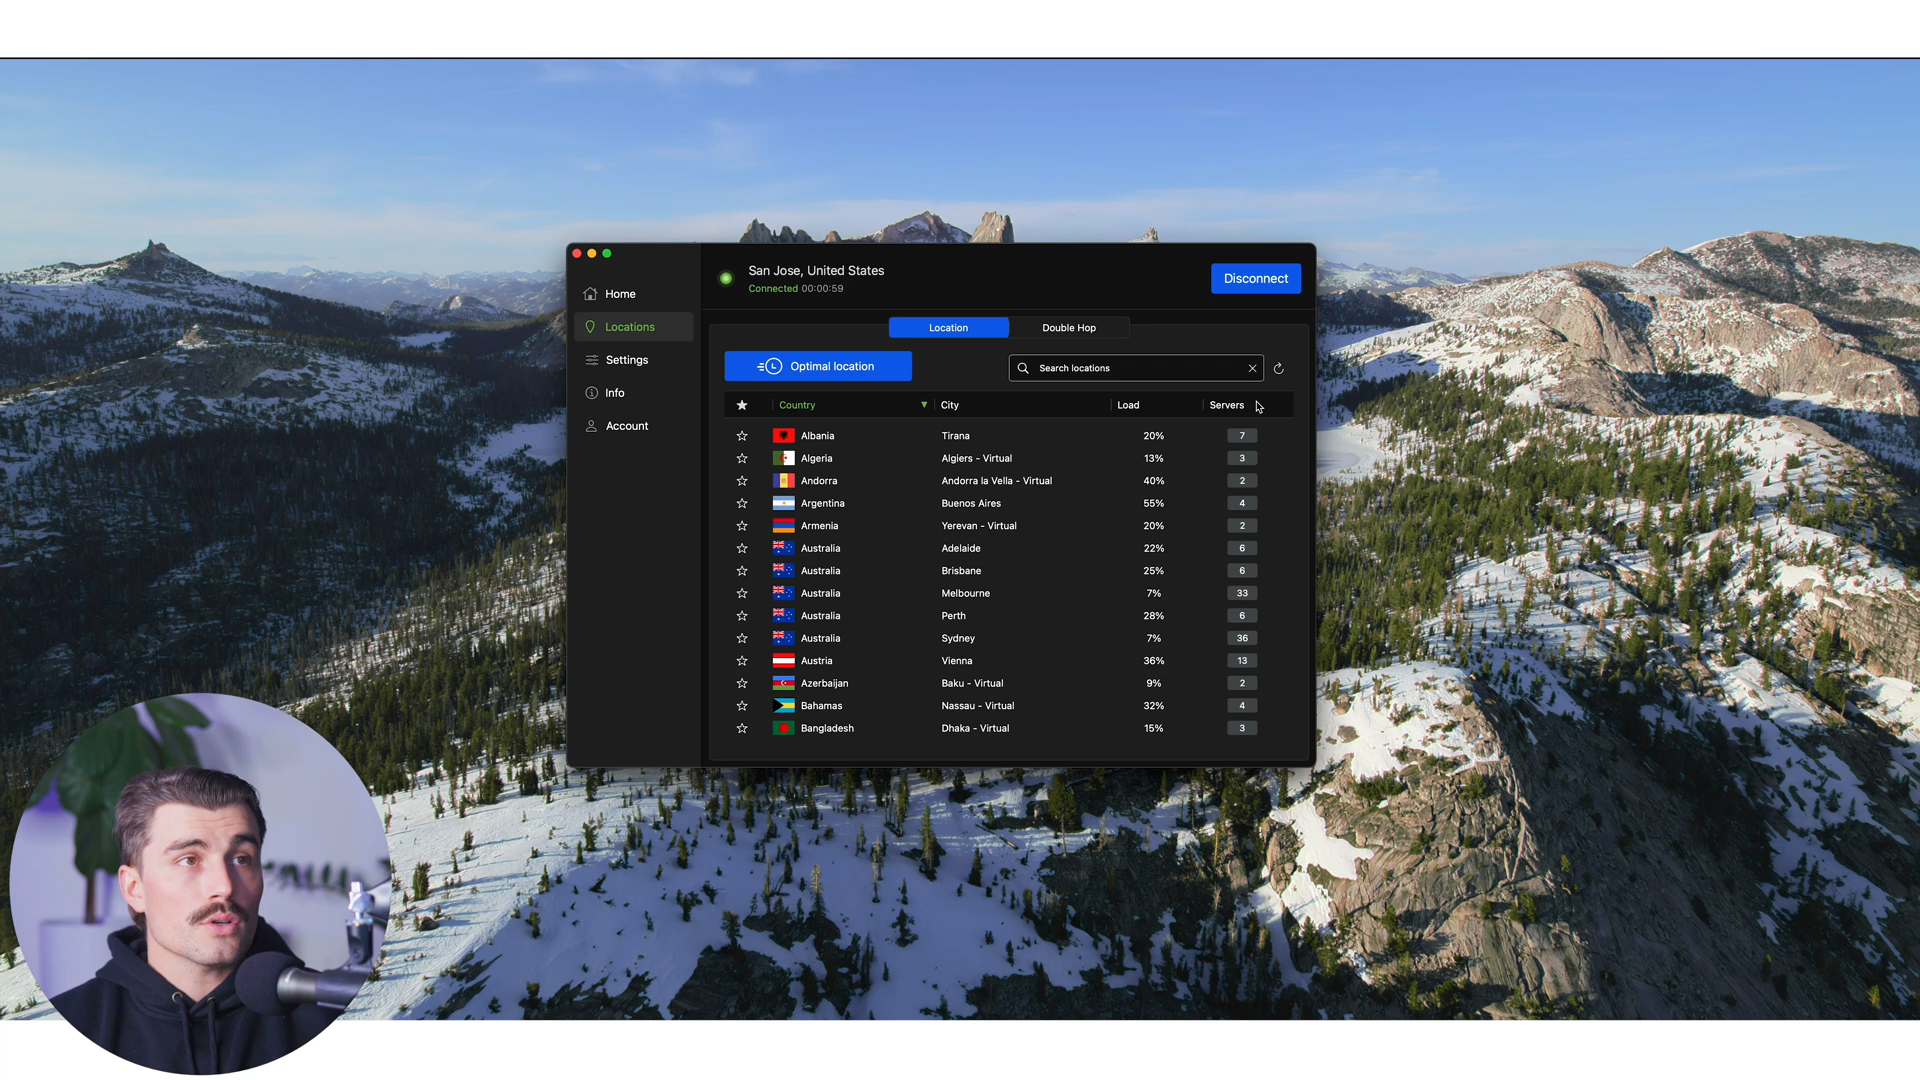 San Jose, United States
Connected 00:00:59
Disconnect
Home
Locations
Settings
Info
Account
Location
Double Hop
Optimal location
Search locations
Country City Load Servers
Albania Tirana 20% 7
Algeria Algiers - Virtual 13% 3
Andorra Andorra la Vella - Virtual 40% 2
Argentina Buenos Aires 55% 4
Armenia Yerevan - Virtual 20% 2
Australia Adelaide 22% 6
Australia Brisbane 25% 6
Australia Melbourne 7% 33
Australia Perth 28% 6
Australia Sydney 7% 36
Austria Vienna 36% 13
Azerbaijan Baku - Virtual 9% 2
Bahamas Nassau - Virtual 32% 4
Bangladesh Dhaka - Virtual 15% 3